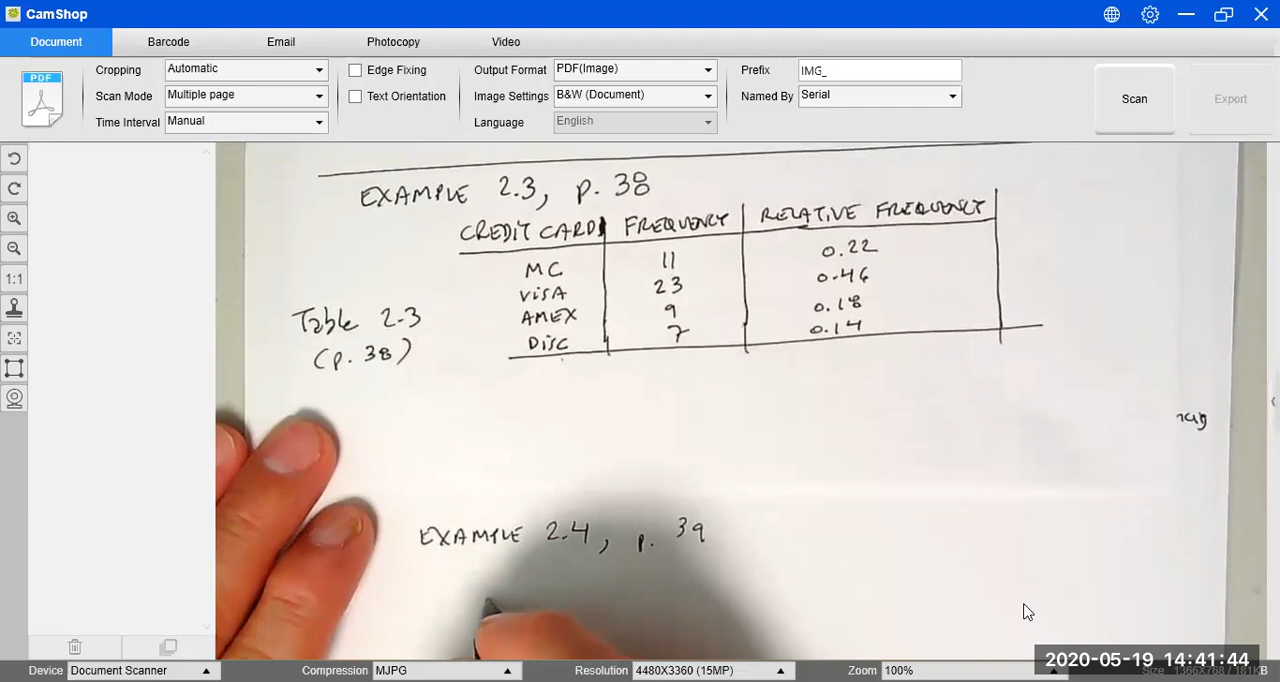 CamShop
Document Barcode Email Photocopy Video
PDF
Cropping Automatic Edge Fixing Output Format PDF(Image) Prefix IMG_
Scan Mode Multiple page Text Orientation Image Settings B&W (Document) Named By Serial
Time Interval Manual Language English
Scan Export
1:1
EXAMPLE 2.3, p. 38
CREDIT CARD FREQUENCY RELATIVE FREQUENCY
MC 11 0.22
VISA 23 0.46
AMEX 9 0.18
DISC 7 0.14
Table 2.3
(p. 38)
EXAMPLE 2.4, p. 39
2020-05-19 14:41:44
Device Document Scanner Compression MJPG Resolution 4480X3360 (15MP) Zoom 100%